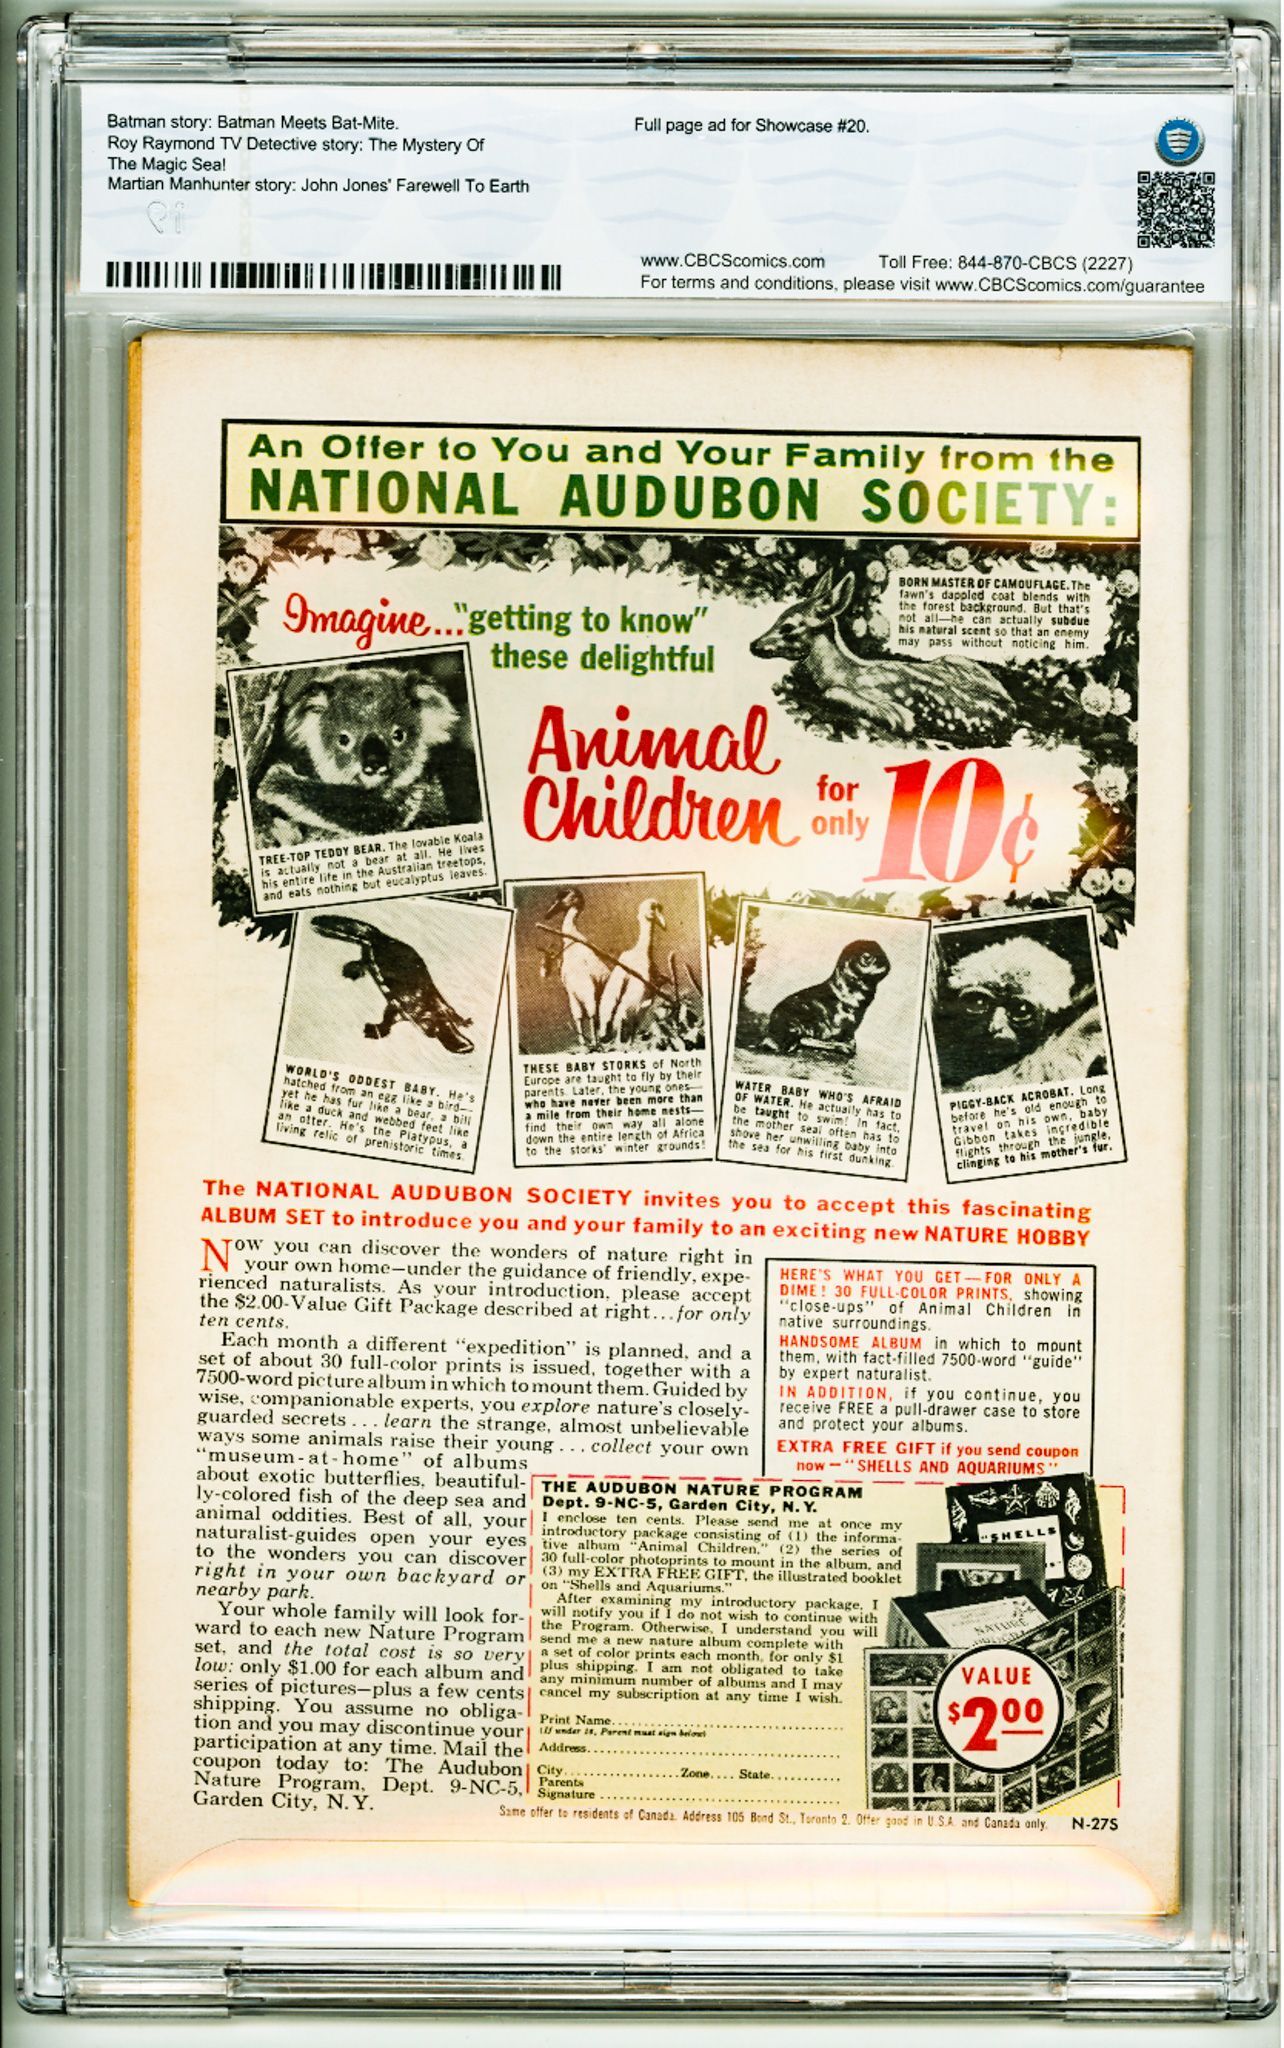 Batman story: Batman Meets Bat-Mite.
Roy Raymond TV Detective story: The Mystery Of
The Magic Sea!
Martian Manhunter story: John Jones' Farewell To Earth
Full page ad for Showcase #20.
www.CBCScomics.com Toll Free: 844-870-CBCS (2227)
For terms and conditions, please visit www.CBCScomics.com/guarantee
An Offer to You and Your Family from the
NATIONAL AUDUBON SOCIETY:
Imagine..."getting to know"
these delightful
Animal
Children
for
only
10¢
BORN MASTER OF CAMOUFLAGE. The
fawn's dappled coat blends with
the forest background. But that's
not all—he can actually subdue
his natural scent so that an enemy
may pass without noticing him.
TREE-TOP TEDDY BEAR. The lovable Koala
is actually not a bear at all. He lives
his entire life in the Australian treetops,
and eats nothing but eucalyptus leaves.
WORLD'S ODDEST BABY. He's
hatched from an egg like a bird—
yet he has fur like a bear, a bill
like a duck and webbed feet like
an otter. He's the Platypus, a
living relic of prehistoric times.
THESE BABY STORKS of North
Europe are taught to fly by their
parents. Later, the young ones—
who have never been more than
a mile from their home nests—
find their own way all alone
down the entire length of Africa
to the storks' winter grounds!
WATER BABY WHO'S AFRAID
OF WATER. He actually has to
be taught to swim! In fact,
the mother seal often has to
shove her unwilling baby into
the sea for his first dunking.
PIGGY-BACK ACROBAT. Long
before he's old enough to
travel on his own, baby
Gibbon takes incredible
flights through the jungle,
clinging to his mother's fur.
The NATIONAL AUDUBON SOCIETY invites you to accept this fascinating
ALBUM SET to introduce you and your family to an exciting new NATURE HOBBY
Now you can discover the wonders of nature right in
your own home—under the guidance of friendly, expe-
rienced naturalists. As your introduction, please accept
the $2.00-Value Gift Package described at right...for only
ten cents.
Each month a different "expedition" is planned, and a
set of about 30 full-color prints is issued, together with a
7500-word picture album in which to mount them. Guided by
wise, companionable experts, you explore nature's closely-
guarded secrets ... learn the strange, almost unbelievable
ways some animals raise their young ... collect your own
"museum-at-home" of albums
about exotic butterflies, beautiful-
ly-colored fish of the deep sea and
animal oddities. Best of all, your
naturalist-guides open your eyes
to the wonders you can discover
right in your own backyard or
nearby park.
Your whole family will look for-
ward to each new Nature Program
set, and the total cost is so very
low: only $1.00 for each album and
series of pictures—plus a few cents
shipping. You assume no obliga-
tion and you may discontinue your
participation at any time. Mail the
coupon today to: The Audubon
Nature Program, Dept. 9-NC-5,
Garden City, N.Y.
HERE'S WHAT YOU GET—FOR ONLY A
DIME! 30 FULL-COLOR PRINTS, showing
"close-ups" of Animal Children in
native surroundings.
HANDSOME ALBUM in which to mount
them, with fact-filled 7500-word "guide"
by expert naturalist.
IN ADDITION, if you continue, you
receive FREE a pull-drawer case to store
and protect your albums.
EXTRA FREE GIFT if you send coupon
now—"SHELLS AND AQUARIUMS"
THE AUDUBON NATURE PROGRAM
Dept. 9-NC-5, Garden City, N. Y.
I enclose ten cents. Please send me at once my
introductory package consisting of (1) the informa-
tive album "Animal Children," (2) the series of
30 full-color photoprints to mount in the album, and
(3) my EXTRA FREE GIFT, the illustrated booklet
on "Shells and Aquariums."
After examining my introductory package, I
will notify you if I do not wish to continue with
the Program. Otherwise, I understand you will
send me a new nature album complete with
a set of color prints each month, for only $1
plus shipping. I am not obligated to take
any minimum number of albums and I may
cancel my subscription at any time I wish.
Print Name
(If under 18, Parent must sign below)
Address
City Zone State
Parents
Signature
"SHELLS
NATURE
VALUE
$2.00
Same offer to residents of Canada. Address 105 Bond St., Toronto 2. Offer good in U.S.A. and Canada only. N-27S